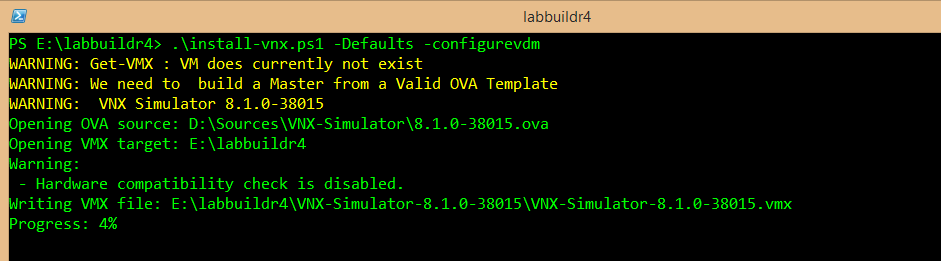 labbuildr4
PS E:\labbuildr4> .\install-vnx.ps1 -Defaults -configurevdm
WARNING: Get-VMX : VM does currently not exist
WARNING: We need to  build a Master from a Valid OVA Template
WARNING:  VNX Simulator 8.1.0-38015
Opening OVA source: D:\Sources\VNX-Simulator\8.1.0-38015.ova
Opening VMX target: E:\labbuildr4
Warning:
 - Hardware compatibility check is disabled.
Writing VMX file: E:\labbuildr4\VNX-Simulator-8.1.0-38015\VNX-Simulator-8.1.0-38015.vmx
Progress: 4%